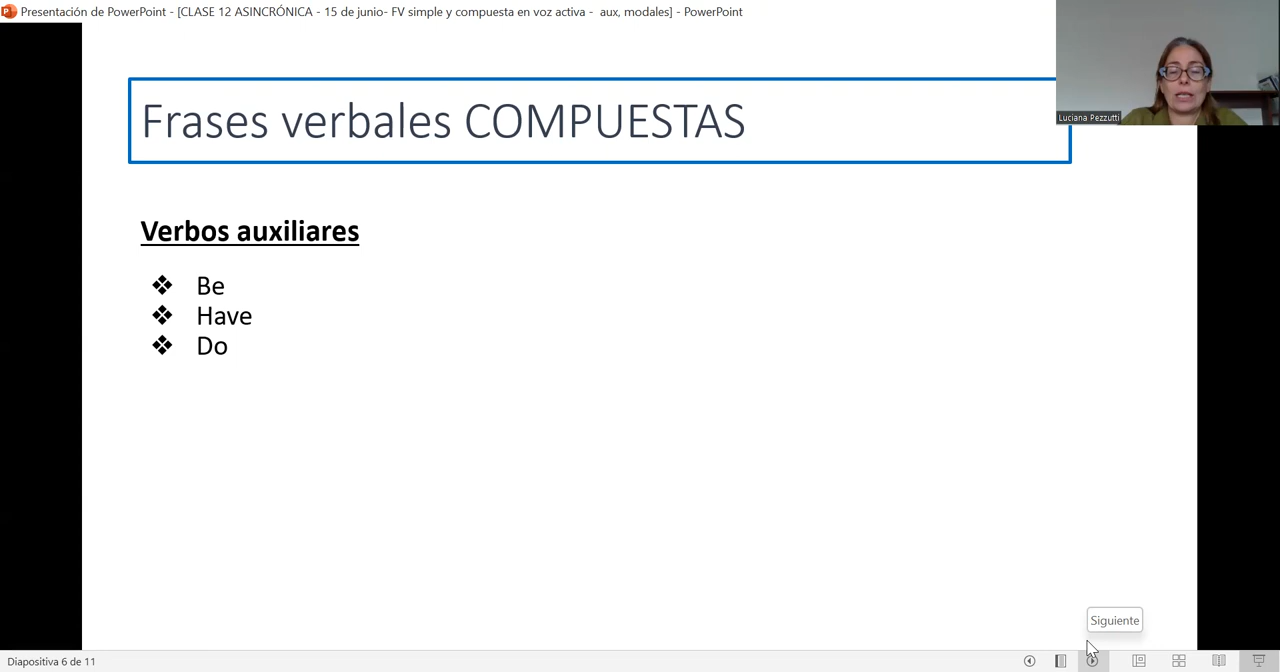 Presentación de PowerPoint - [CLASE 12 ASINCRÓNICA - 15 de junio- FV simple y compuesta en voz activa -  aux, modales] - PowerPoint
Luciana Pezzutti
Frases verbales COMPUESTAS
Verbos auxiliares
❖ Be
❖ Have
❖ Do
Siguiente
Diapositiva 6 de 11